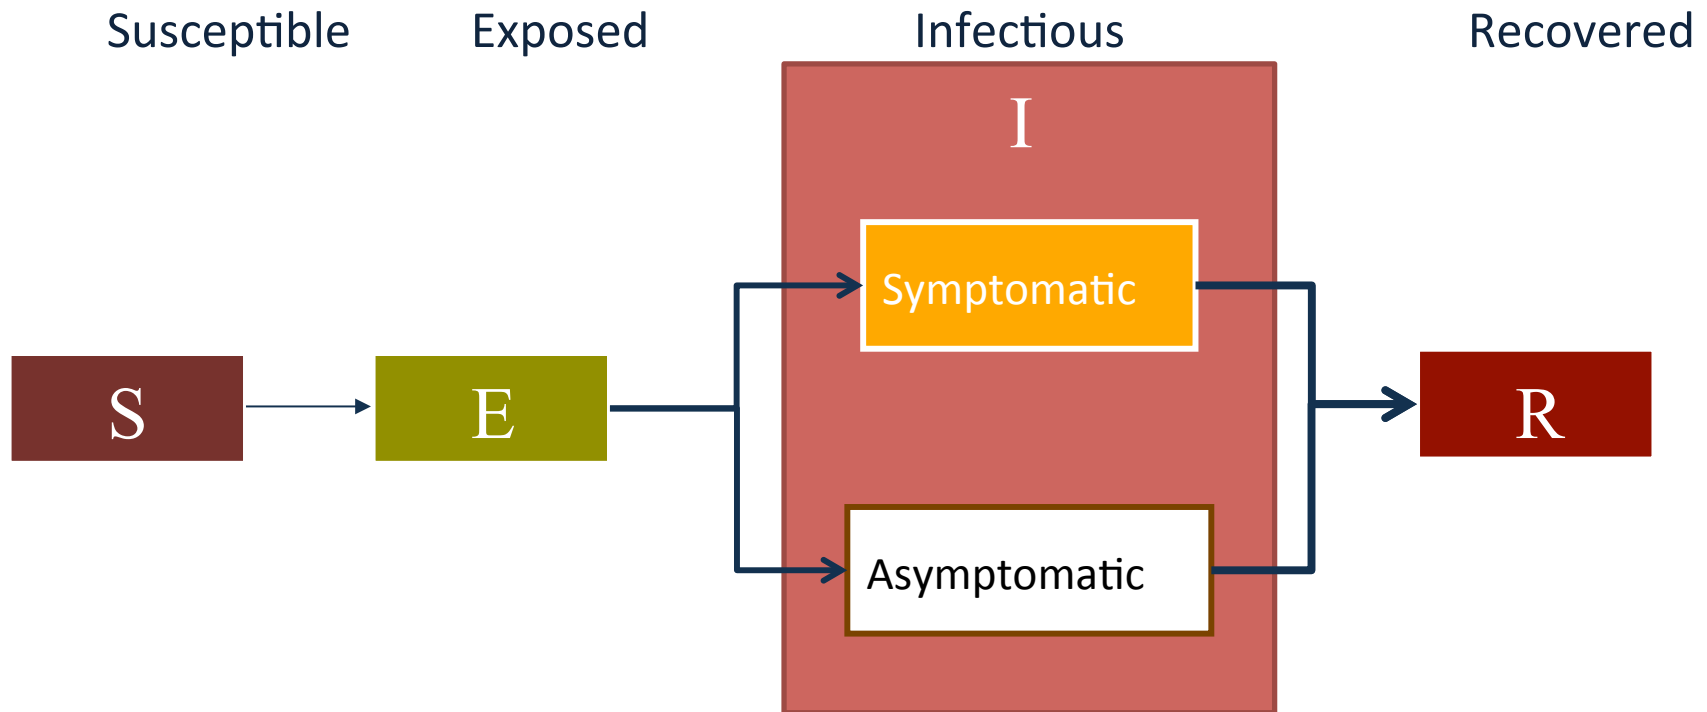 Susceptible Exposed Infectious Recovered
I
Symptomatic
S E R
Asymptomatic